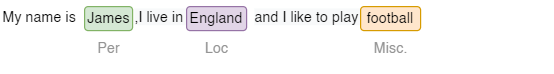 My name is James ,I live in England and I like to play football
Per Loc Misc.